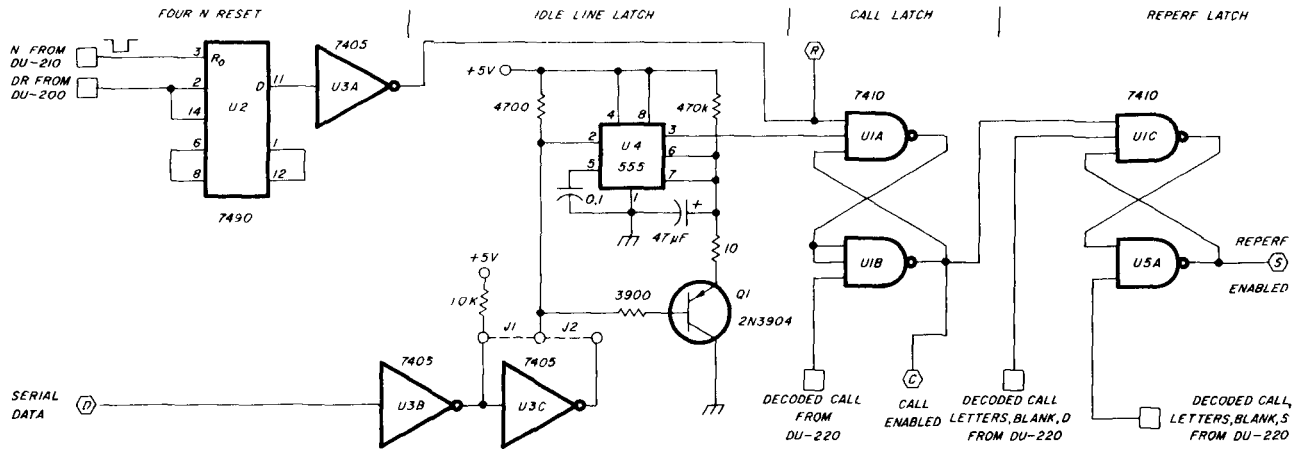 FOUR N RESET
IDLE LINE LATCH
CALL LATCH
REPERF LATCH
N FROM
DU-210
DR FROM
DU-200
3
R0
2
14
6
8
U2
D
11
1
12
7490
7405
U3A
+5V
4700
470K
4
8
2
3
U4
5
6
555
7
1
0.1
47µF
+
10
+5V
10K
J1
J2
3900
Q1
2N3904
7405
U3B
7405
U3C
SERIAL
DATA
D
R
7410
U1A
U1B
DECODED CALL
FROM
DU-220
C
CALL
ENABLED
7410
U1C
U5A
REPERF
S
ENABLED
DECODED CALL
LETTERS,BLANK,D
FROM DU-220
DECODED CALL,
LETTERS,BLANK,S
FROM DU-220